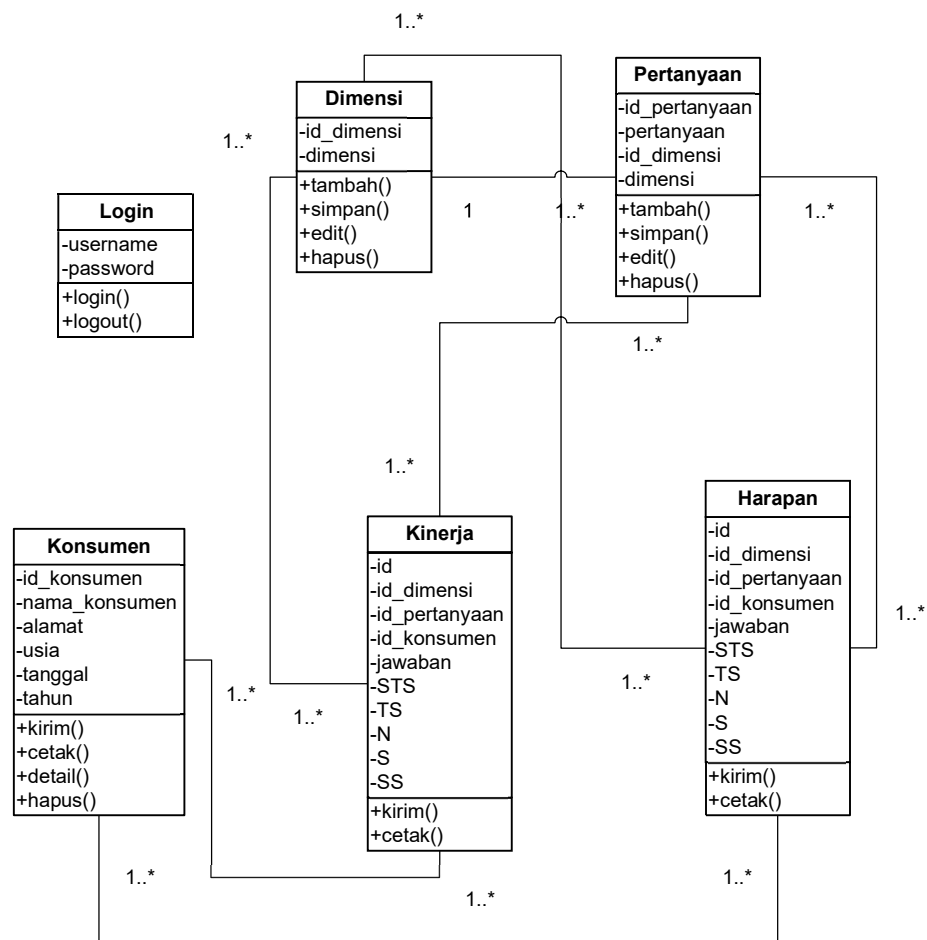 1..*
Dimensi
-id_dimensi
-dimensi
+tambah()
+simpan()
+edit()
+hapus()
Pertanyaan
-id_pertanyaan
-pertanyaan
-id_dimensi
-dimensi
+tambah()
+simpan()
+edit()
+hapus()
1..*
Login
-username
-password
+login()
+logout()
1
1..*
1..*
1..*
1..*
Konsumen
-id_konsumen
-nama_konsumen
-alamat
-usia
-tanggal
-tahun
+kirim()
+cetak()
+detail()
+hapus()
Kinerja
-id
-id_dimensi
-id_pertanyaan
-id_konsumen
-jawaban
-STS
-TS
-N
-S
-SS
+kirim()
+cetak()
Harapan
-id
-id_dimensi
-id_pertanyaan
-id_konsumen
-jawaban
-STS
-TS
-N
-S
-SS
+kirim()
+cetak()
1..*
1..*
1..*
1..*
1..*
1..*
1..*